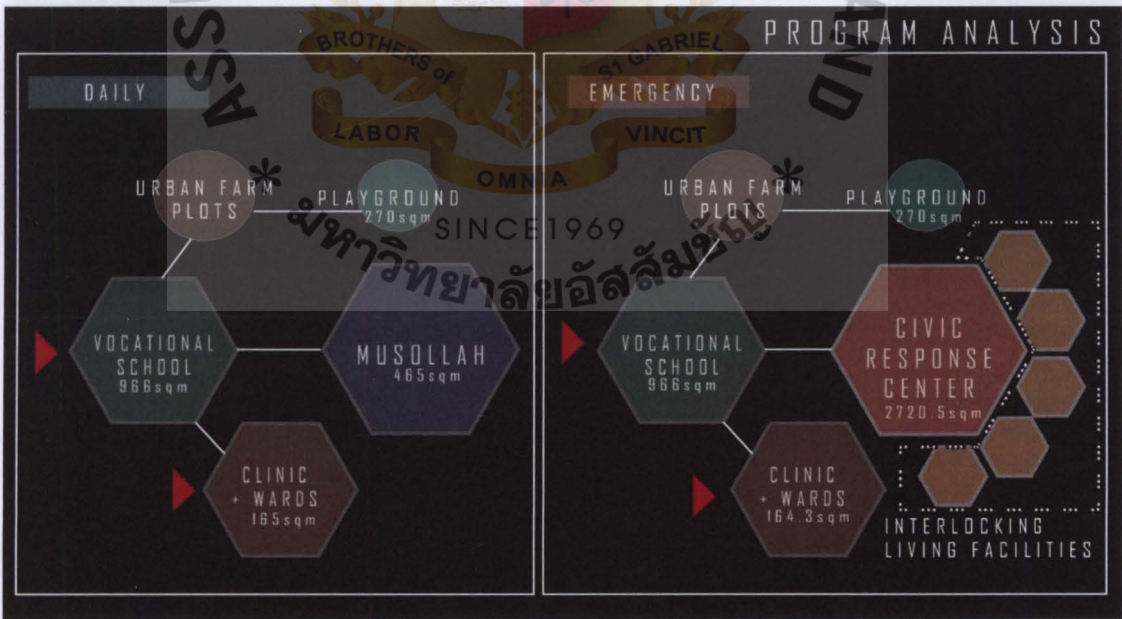 PROGRAM ANALYSIS
DAILY
URBAN FARM
PLOTS
PLAYGROUND
270sqm
VOCATIONAL
SCHOOL
966sqm
MUSOLLAH
465sqm
CLINIC
+ WARDS
165sqm
EMERGENCY
URBAN FARM
PLOTS
PLAYGROUND
270sqm
VOCATIONAL
SCHOOL
966sqm
CIVIC
RESPONSE
CENTER
2720.5sqm
CLINIC
+ WARDS
164.3sqm
INTERLOCKING
LIVING FACILITIES
BROTHERS of
ST GABRIEL
LABOR
OMNIA
VINCIT
SINCE 1969
มหาวิทยาลัยอัสสัมชัญ